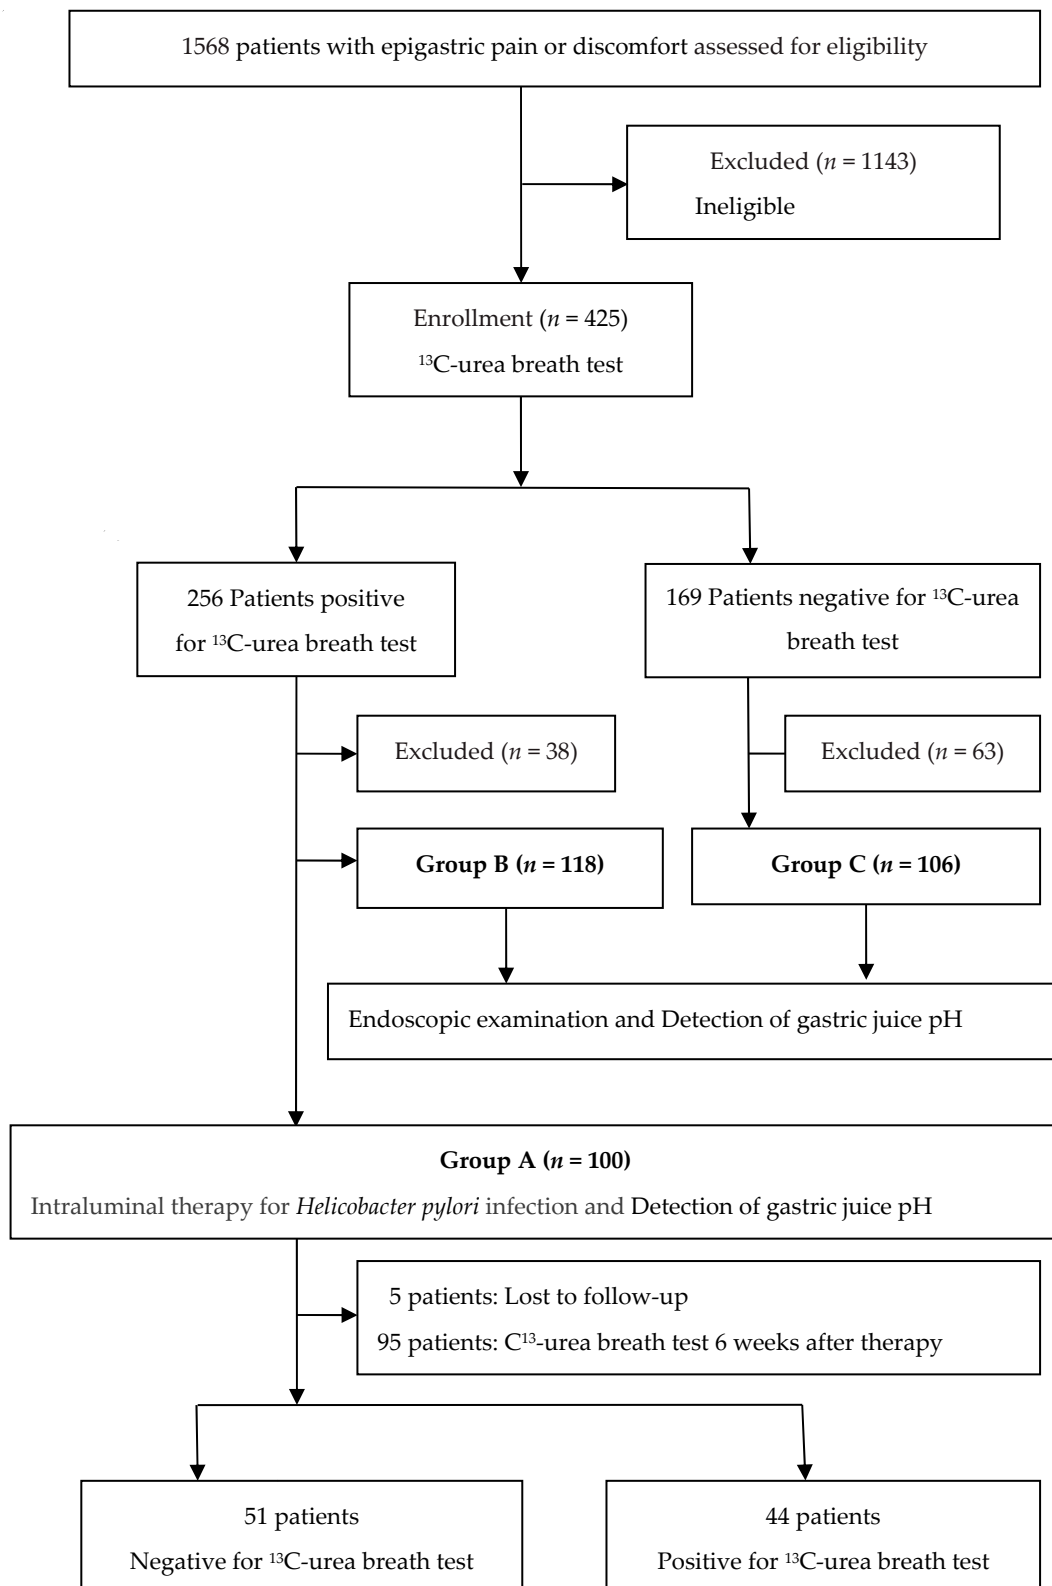 1568 patients with epigastric pain or discomfort assessed for eligibility
Excluded (n = 1143)
Ineligible
Enrollment (n = 425)
¹³C-urea breath test
256 Patients positive
for ¹³C-urea breath test
169 Patients negative for ¹³C-urea
breath test
Excluded (n = 38)
Excluded (n = 63)
Group B (n = 118)
Group C (n = 106)
Endoscopic examination and Detection of gastric juice pH
Group A (n = 100)
Intraluminal therapy for Helicobacter pylori infection and Detection of gastric juice pH
5 patients: Lost to follow-up
95 patients: C¹³-urea breath test 6 weeks after therapy
51 patients
Negative for ¹³C-urea breath test
44 patients
Positive for ¹³C-urea breath test